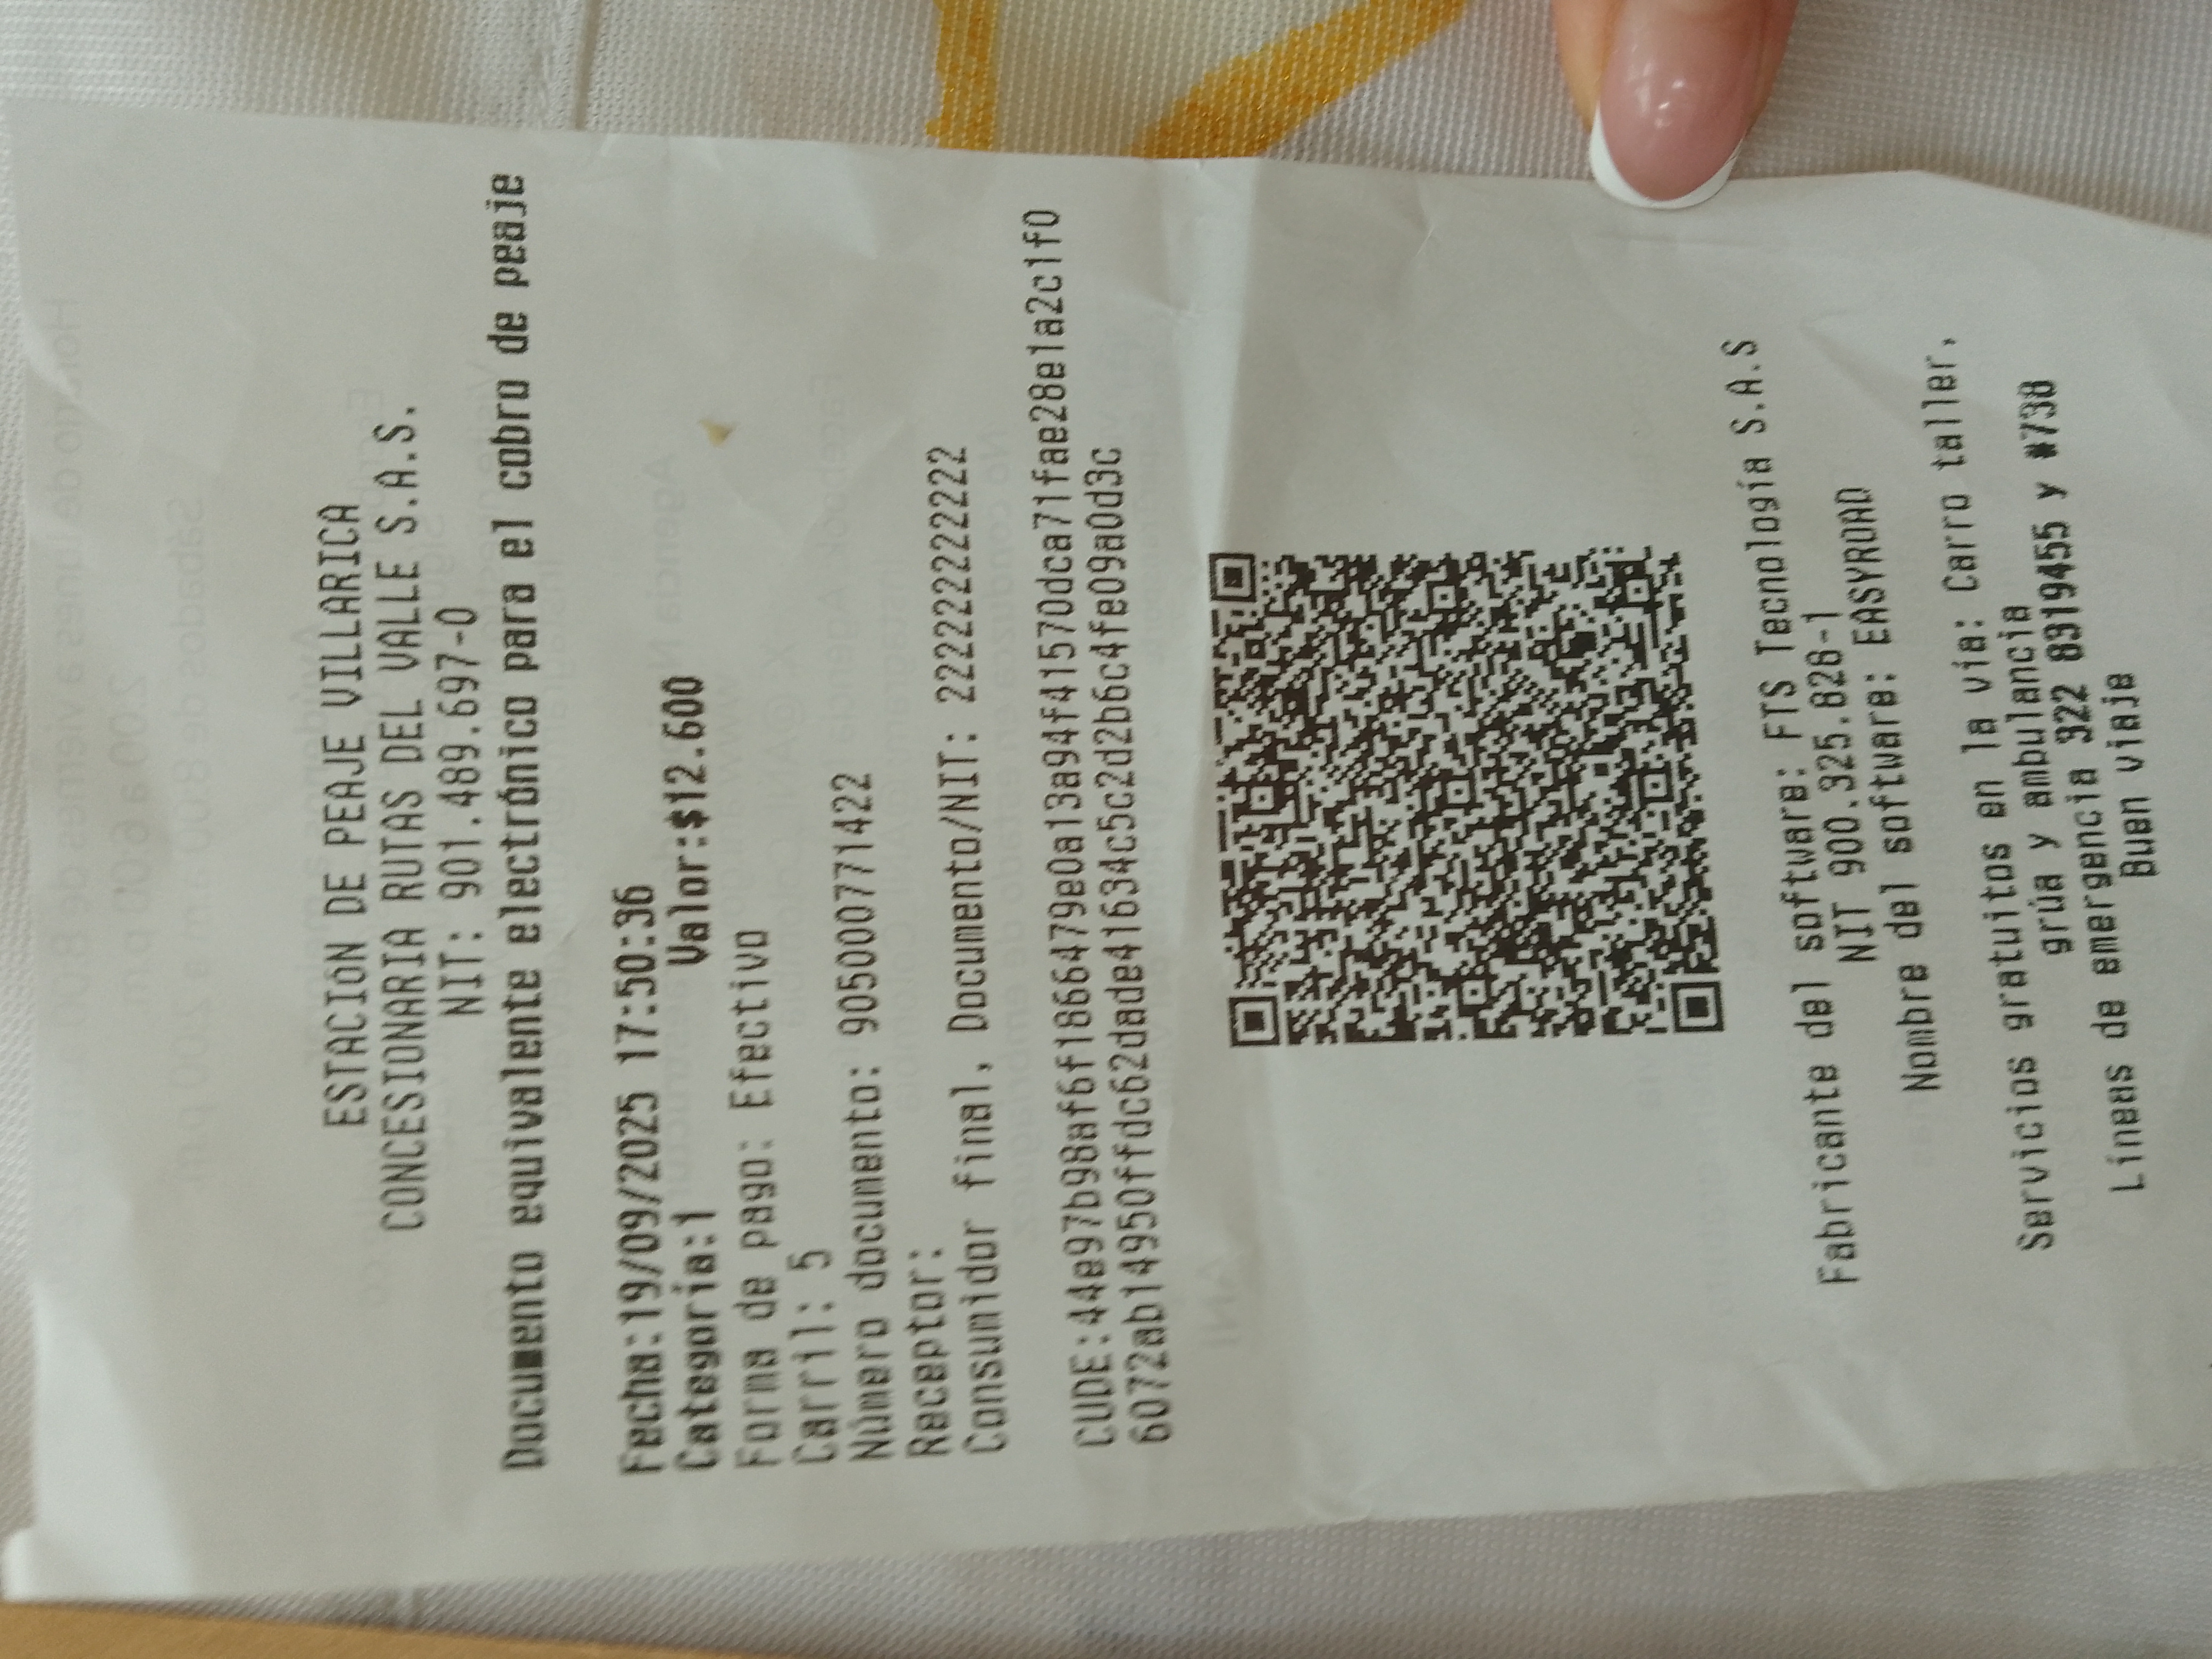 ESTACION DE PEAJE VILLARICA
CONCESIONARIA RUTAS DEL VALLE S.A.S.
NIT: 901.489.697-0
Documento equivalente electrónico para el cobro de peaje
Fecha:19/09/2025 17:50:36
Categoría:1 Valor:$12.600
Forma de pago: Efectivo
Carril: 5
Número documento: 9050007771422
Receptor:
Consumidor final, Documento/NIT: 222222222222
CUDE:44e97b98af6f1866479e0a13a94f41570dca71fae28e1a2c1f0
6072ab14950ffdc62dade41634c5c2d2b6c4fe09a0d3c
Fabricante del software: FTS Tecnología S.A.S
NIT 900.325.828-1
Nombre del software: EASYROAD
Servicios gratuitos en la vía: Carro taller,
grúa y ambulancia
Líneas de emergencia 322 8319455 y #738
Buen viaje